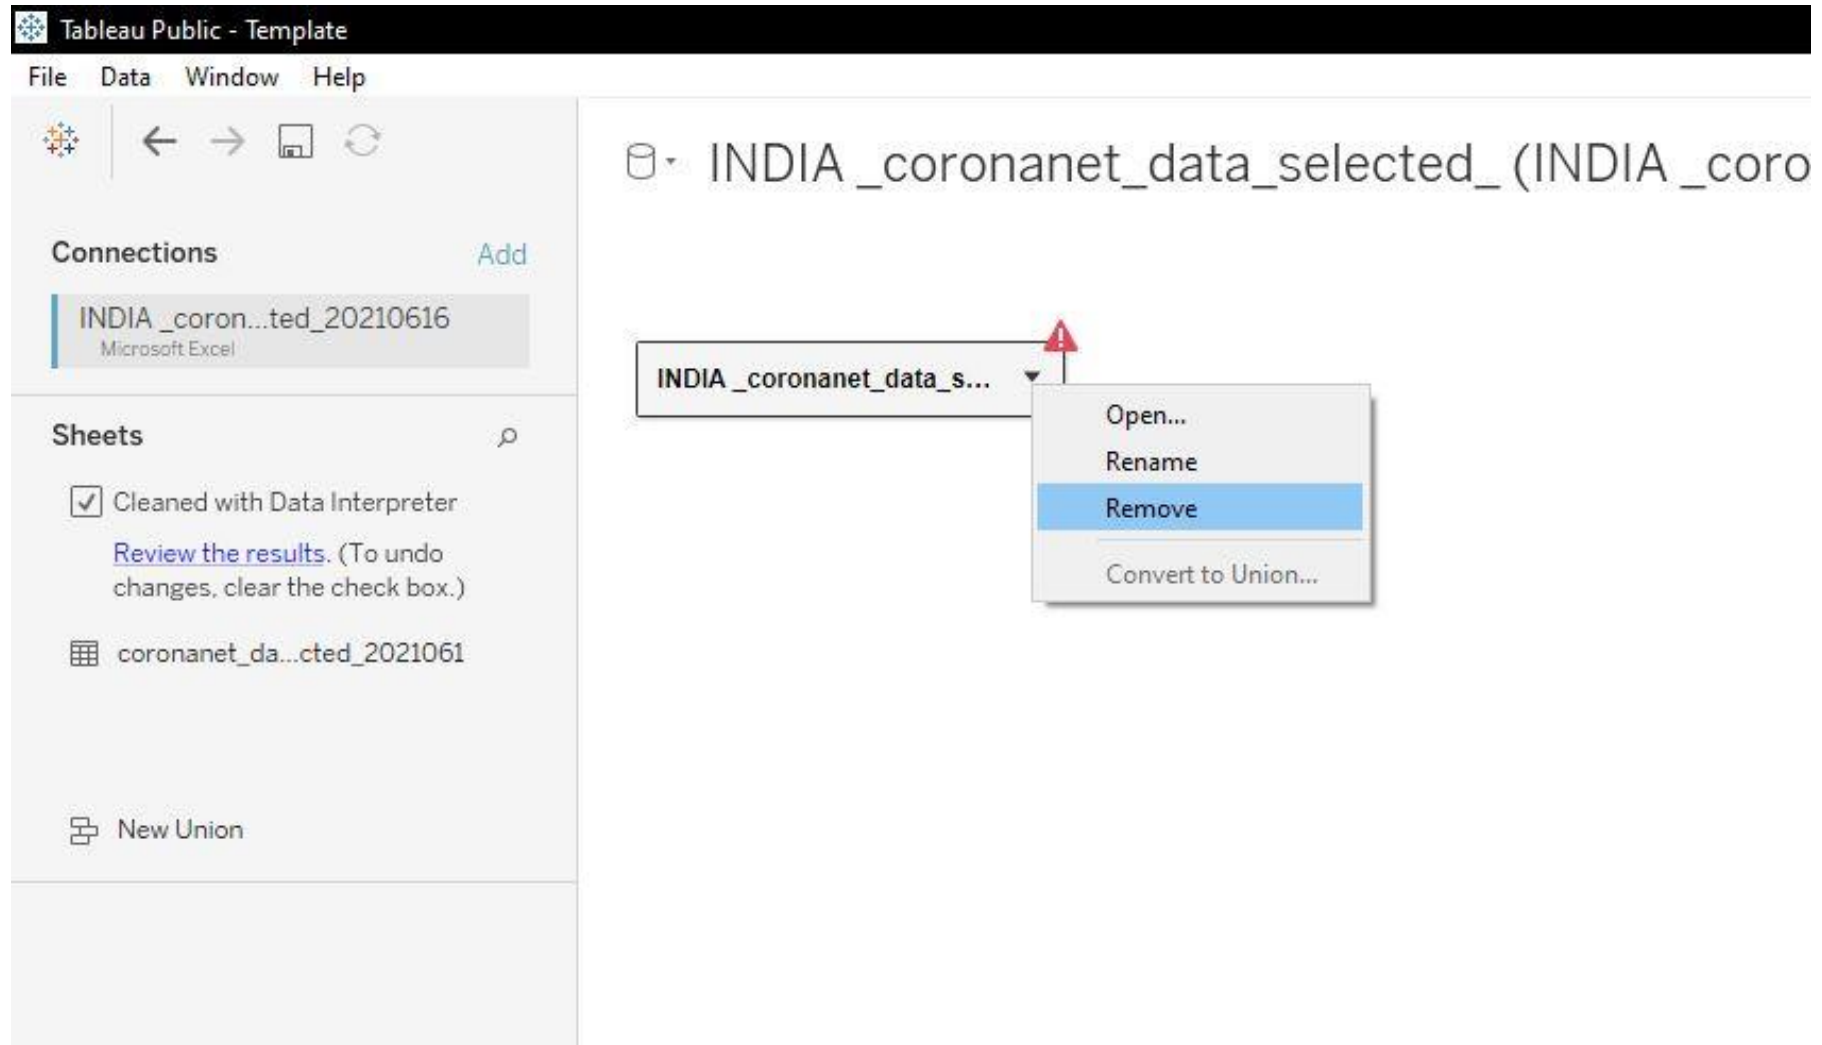 Tableau Public - Template
File Data Window Help
INDIA _coronanet_data_selected_ (INDIA _coro
Connections Add
INDIA _coron...ted_20210616
Microsoft Excel
INDIA _coronanet_data_s...
Open...
Rename
Remove
Convert to Union...
Sheets
Cleaned with Data Interpreter
Review the results. (To undo
changes, clear the check box.)
coronanet_da...cted_2021061
New Union